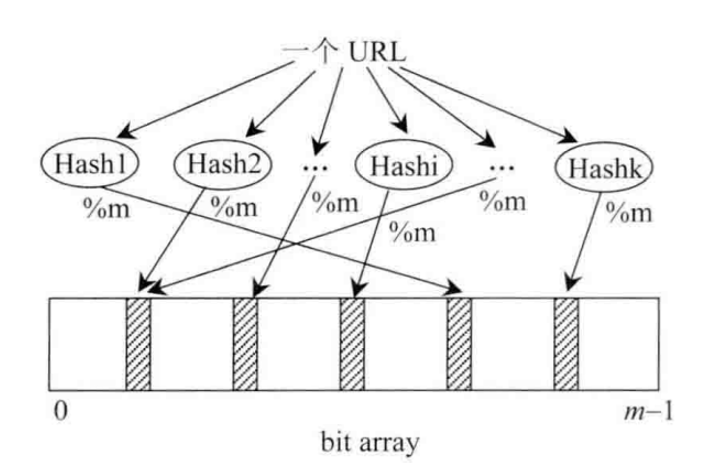 一个 URL
Hash1 Hash2 ... Hashi ... Hashk
%m %m %m %m %m %m
0 m–1
bit array